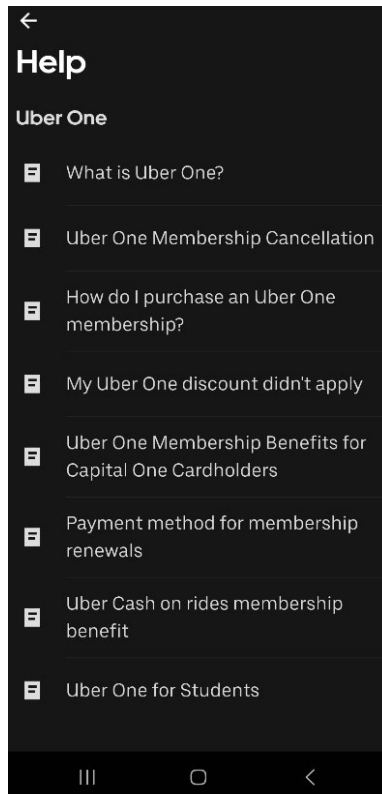 Help
Uber One
What is Uber One?
Uber One Membership Cancellation
How do I purchase an Uber One
membership?
My Uber One discount didn't apply
Uber One Membership Benefits for
Capital One Cardholders
Payment method for membership
renewals
Uber Cash on rides membership
benefit
Uber One for Students